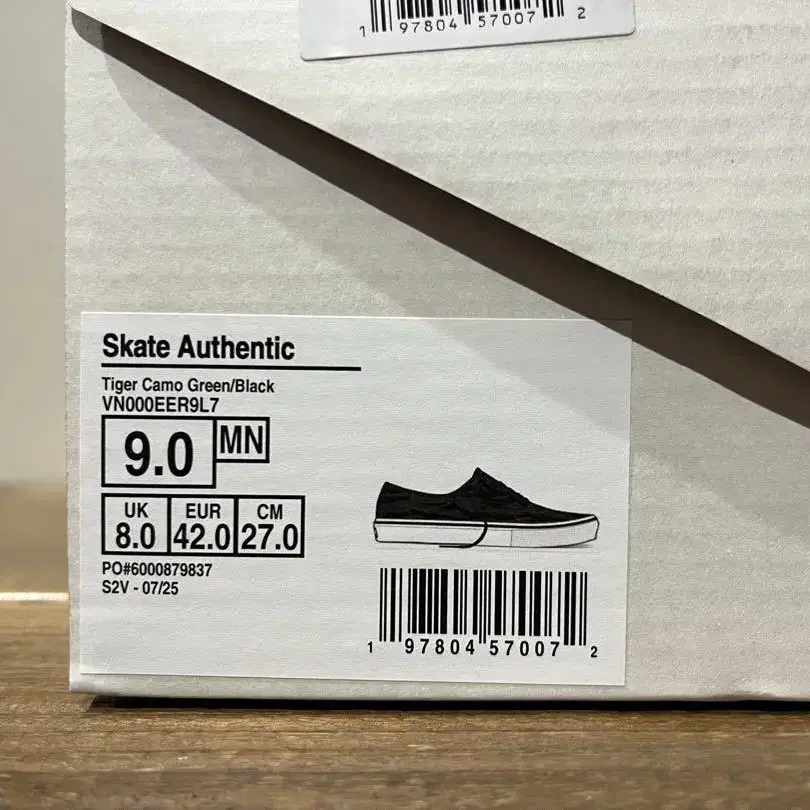 1 97804 57007 2
Skate Authentic
Tiger Camo Green/Black
VN000EER9L7
9.0 MN
UK EUR CM
8.0 42.0 27.0
PO#6000879837
S2V - 07/25
1 97804 57007 2